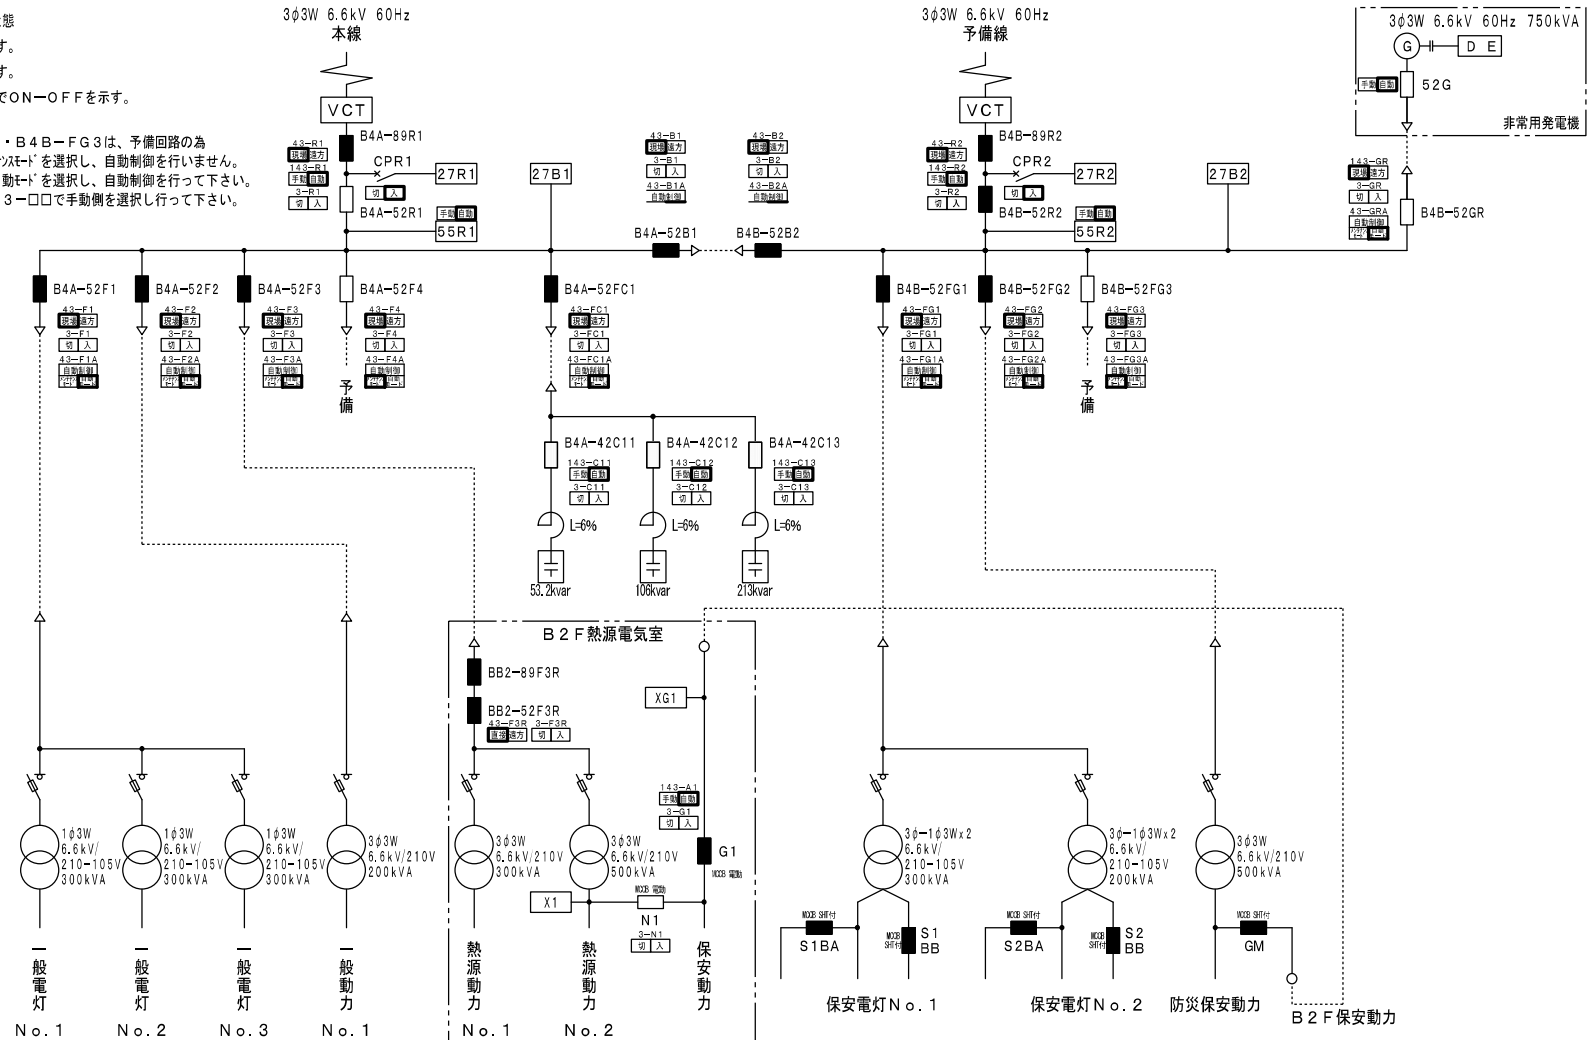 態
す。
す。
でON－OFFを示す。
・B4B－FG3は、予備回路の為
ﾝｽﾓｰﾄﾞを選択し、自動制御を行いません。
動ﾓｰﾄﾞを選択し、自動制御を行って下さい。
3－□□で手動側を選択し行って下さい。
3φ3W 6.6kV 60Hz
本線
3φ3W 6.6kV 60Hz
予備線
3φ3W 6.6kV 60Hz 750kVA
G
D E
手動 自動
52G
非常用発電機
VCT
VCT
B4A-89R1
43-R1
現場 遠方
143-R1
手動 自動
3-R1
切 入
CPR1
27R1
切 入
B4A-52R1
手動 自動
55R1
27B1
43-B1
現場 遠方
3-B1
切 入
43-B1A
自動制御
43-B2
現場 遠方
3-B2
切 入
43-B2A
自動制御
B4B-89R2
43-R2
現場 遠方
143-R2
手動 自動
3-R2
切 入
CPR2
27R2
切 入
B4B-52R2
手動 自動
55R2
27B2
143-GR
現場 遠方
3-GR
切 入
43-GRA
自動制御
B4B-52GR
B4A-52B1
B4B-52B2
B4A-52F1
43-F1
現場 遠方
3-F1
切 入
43-F1A
自動制御
B4A-52F2
43-F2
現場 遠方
3-F2
切 入
43-F2A
自動制御
B4A-52F3
43-F3
現場 遠方
3-F3
切 入
43-F3A
自動制御
B4A-52F4
43-F4
現場 遠方
3-F4
切 入
43-F4A
自動制御
予備
B4A-52FC1
43-FC1
現場 遠方
3-FC1
切 入
43-FC1A
自動制御
B4B-52FG1
43-FG1
現場 遠方
3-FG1
切 入
43-FG1A
自動制御
B4B-52FG2
43-FG2
現場 遠方
3-FG2
切 入
43-FG2A
自動制御
B4B-52FG3
43-FG3
現場 遠方
3-FG3
切 入
43-FG3A
自動制御
予備
B4A-42C11
143-C11
手動 自動
3-C11
切 入
L=6%
53.2kvar
B4A-42C12
143-C12
手動 自動
3-C12
切 入
L=6%
106kvar
B4A-42C13
143-C13
手動 自動
3-C13
切 入
L=6%
213kvar
B2F熱源電気室
BB2-89F3R
BB2-52F3R
43-F3R
直接 遠方
3-F3R
切 入
XG1
143-A1
手動 自動
3-G1
切 入
G1
MCCB 電動
X1
MCCB 電動
N1
3-N1
切 入
1φ3W
6.6kV/
210-105V
300kVA
1φ3W
6.6kV/
210-105V
300kVA
1φ3W
6.6kV/
210-105V
300kVA
3φ3W
6.6kV/210V
200kVA
3φ3W
6.6kV/210V
300kVA
3φ3W
6.6kV/210V
500kVA
3φ-1φ3Wx2
6.6kV/
210-105V
300kVA
3φ-1φ3Wx2
6.6kV/
210-105V
200kVA
3φ3W
6.6kV/210V
500kVA
MCCB SHT付
S1BA
MCCB SHT付
S1
BB
MCCB SHT付
S2BA
MCCB SHT付
S2
BB
MCCB SHT付
GM
一般電灯
No.1
一般電灯
No.2
一般電灯
No.3
一般動力
No.1
熱源動力
No.1
熱源動力
No.2
保安動力
保安電灯No.1
保安電灯No.2
防災保安動力
B2F保安動力